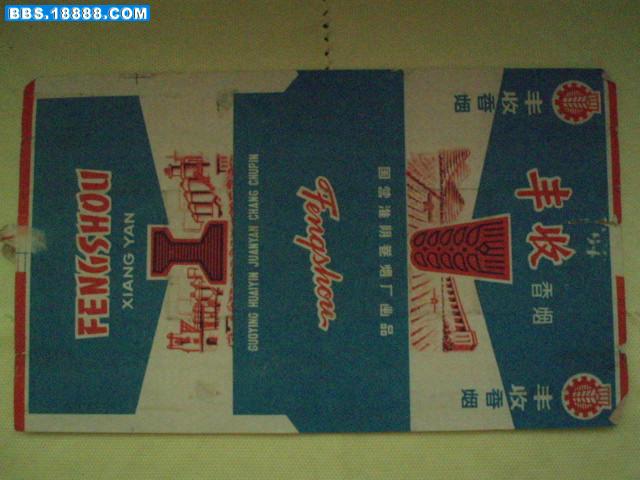 BBS.18888.COM
FENGSHOU
XIANG YAN
GUOYING HUAIYIN JUANYAN CHANG CHUPIN
Fengshou
国营淮阴卷烟厂出品
丰收
香烟
丰收香烟
丰收香烟